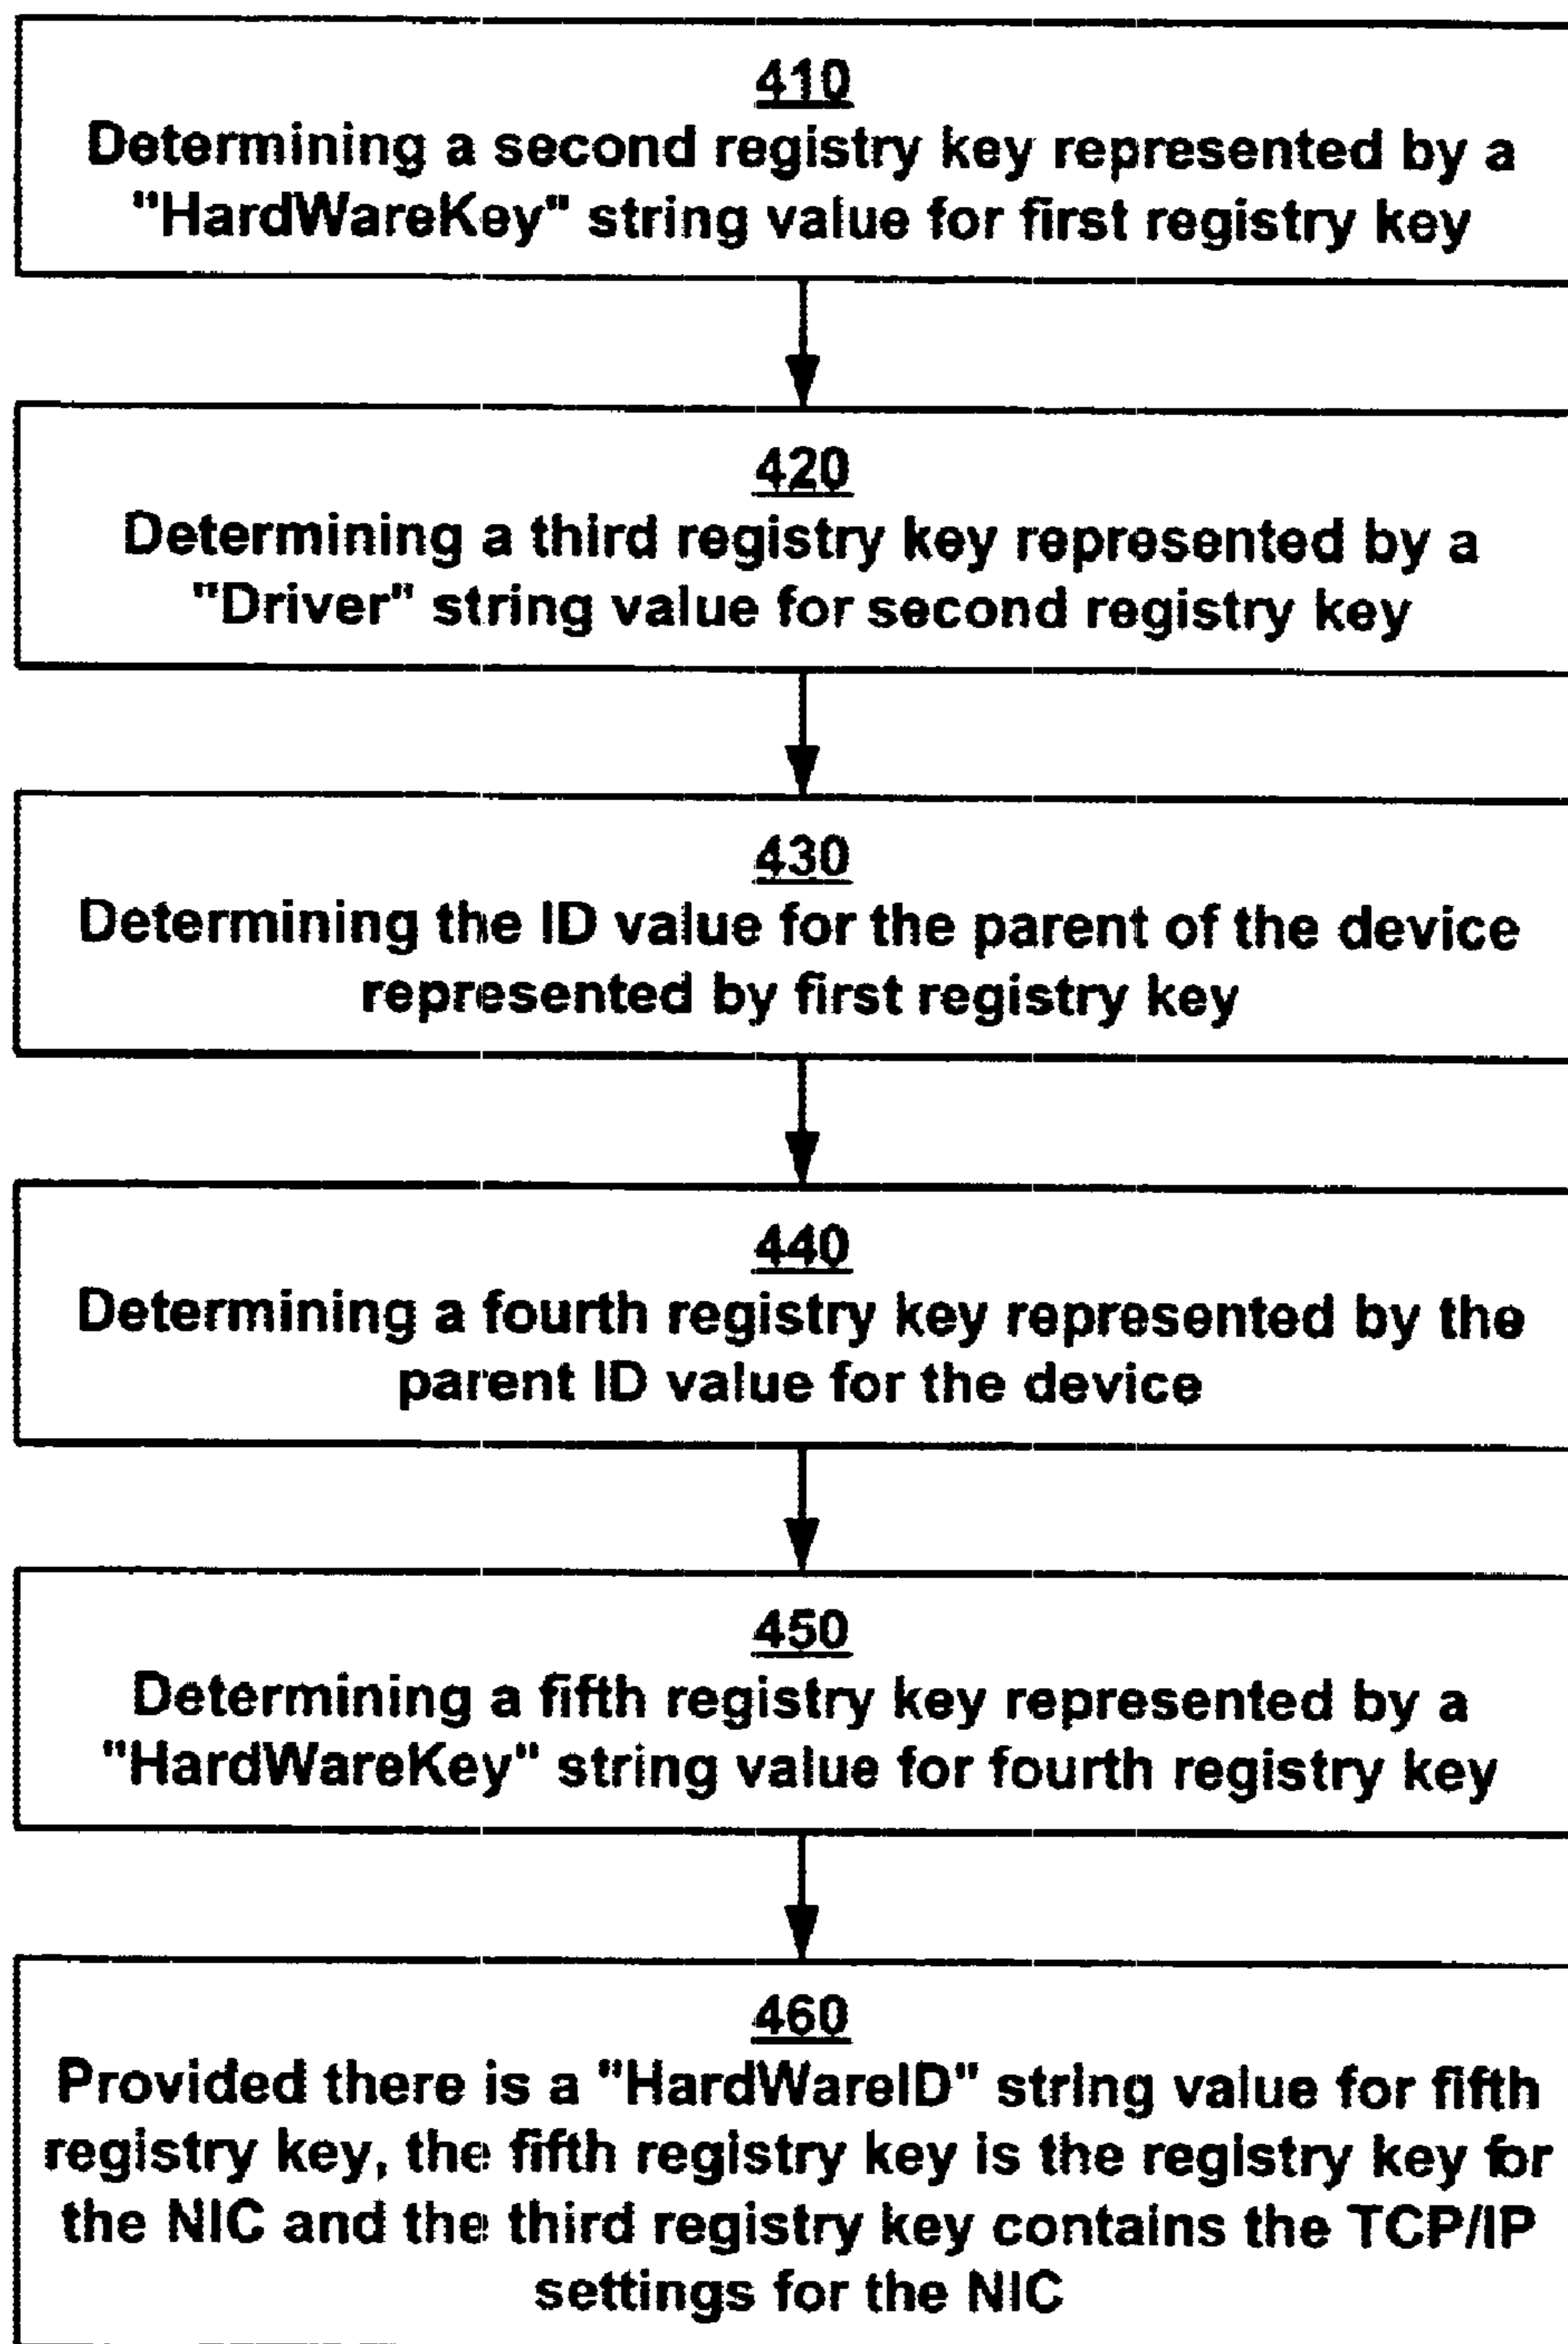 410
Determining a second registry key represented by a
"HardWareKey" string value for first registry key
420
Determining a third registry key represented by a
"Driver" string value for second registry key
430
Determining the ID value for the parent of the device
represented by first registry key
440
Determining a fourth registry key represented by the
parent ID value for the device
450
Determining a fifth registry key represented by a
"HardWareKey" string value for fourth registry key
460
Provided there is a "HardWareID" string value for fifth
registry key, the fifth registry key is the registry key for
the NIC and the third registry key contains the TCP/IP
settings for the NIC